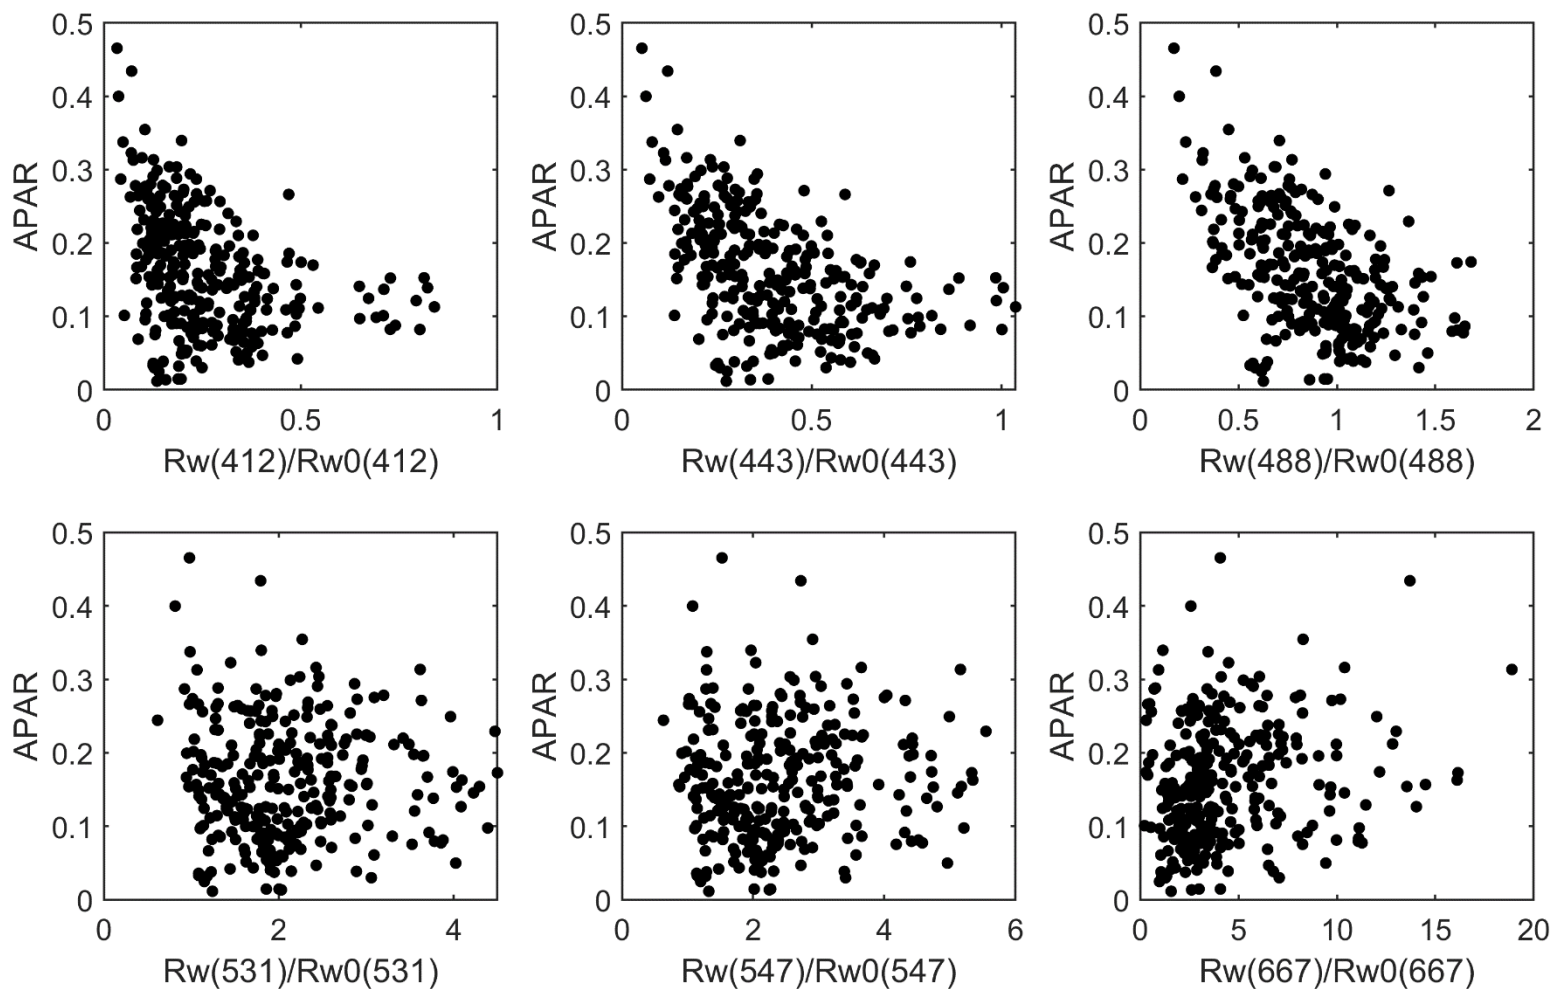 0.5 0.5 0.5
0.4 0.4 0.4
0.3 0.3 0.3
APAR APAR APAR
0.2 0.2 0.2
0.1 0.1 0.1
0 0 0
0 0.5 1 0 0.5 1 0 0.5 1 1.5 2
Rw(412)/Rw0(412) Rw(443)/Rw0(443) Rw(488)/Rw0(488)
0.5 0.5 0.5
0.4 0.4 0.4
0.3 0.3 0.3
APAR APAR APAR
0.2 0.2 0.2
0.1 0.1 0.1
0 0 0
0 2 4 0 2 4 6 0 5 10 15 20
Rw(531)/Rw0(531) Rw(547)/Rw0(547) Rw(667)/Rw0(667)